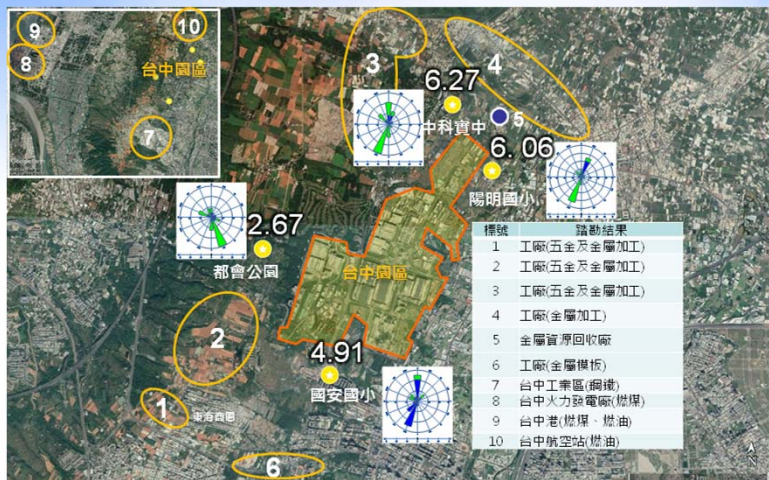 9
10
8
台中園區
7
3
4
6.27
中科實中
5
6.06
陽明國小
2.67
都會公園
台中園區
2
4.91
國安國小
1
東海商圈
6
標號 踏勘結果
1 工廠(五金及金屬加工)
2 工廠(五金及金屬加工)
3 工廠(五金及金屬加工)
4 工廠(金屬加工)
5 金屬資源回收廠
6 工廠(金屬模板)
7 台中工業區(鋼鐵)
8 台中火力發電廠(燃煤)
9 台中港(燃煤、燃油)
10 台中航空站(燃油)
N